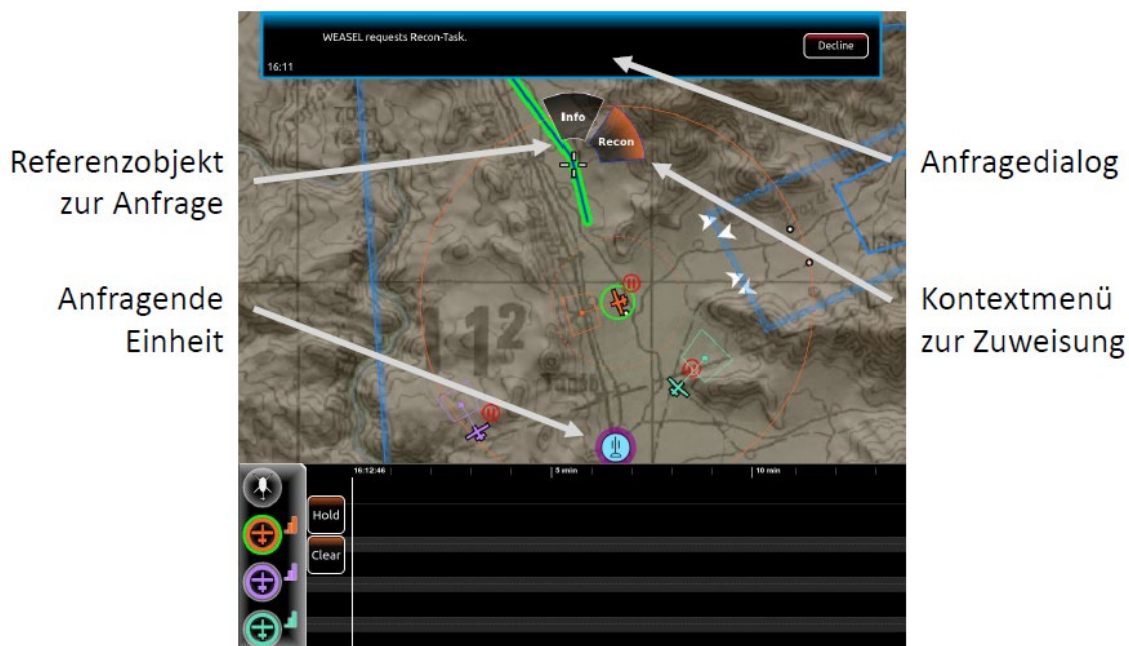 WEASEL requests Recon-Task.
Decline
16:11
Info
Recon
Referenzobjekt
zur Anfrage
Anfragedialog
Anfragende
Einheit
Kontextmenü
zur Zuweisung
16:12:46
5 min
10 min
Hold
Clear